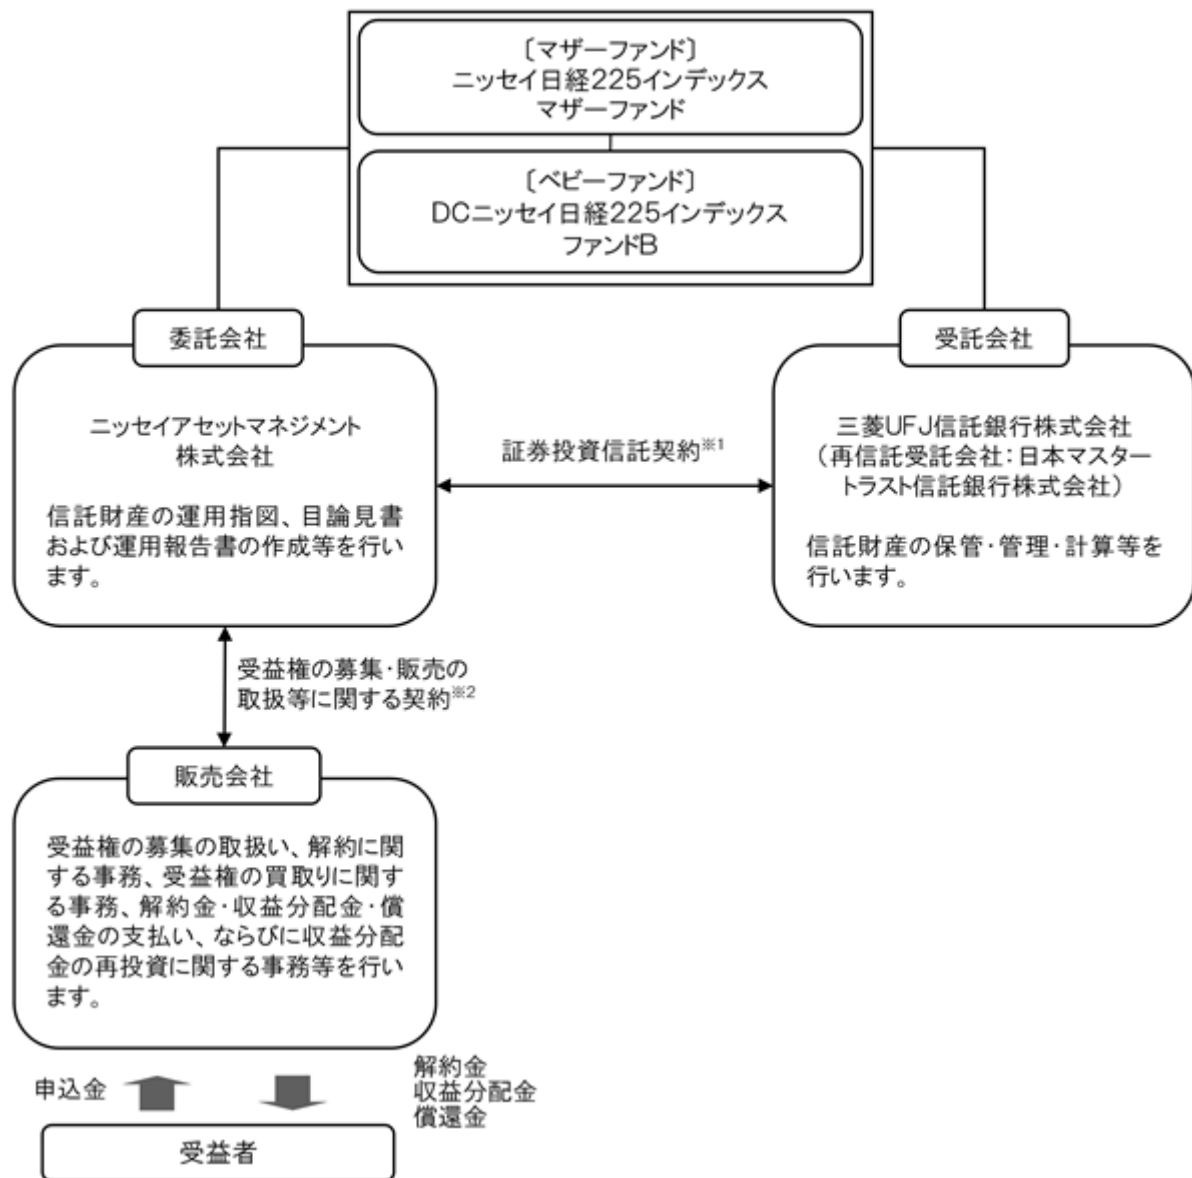 〔マザーファンド〕
ニッセイ日経225インデックス
マザーファンド
〔ベビーファンド〕
DCニッセイ日経225インデックス
ファンドB
委託会社
ニッセイアセットマネジメント
株式会社
信託財産の運用指図、目論見書
および運用報告書の作成等を行い
ます。
証券投資信託契約※1
受託会社
三菱UFJ信託銀行株式会社
（再信託受託会社：日本マスター
トラスト信託銀行株式会社）
信託財産の保管・管理・計算等を
行います。
受益権の募集・販売の
取扱等に関する契約※2
販売会社
受益権の募集の取扱い、解約に関
する事務、受益権の買取りに関す
る事務、解約金・収益分配金・償
還金の支払い、ならびに収益分配
金の再投資に関する事務等を行い
ます。
申込金
解約金
収益分配金
償還金
受益者